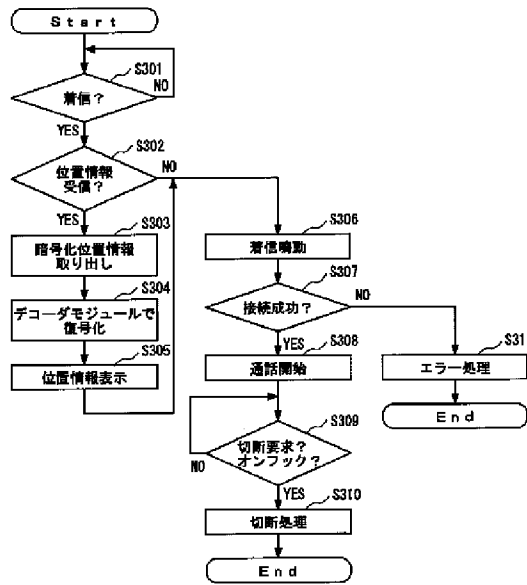 Start
S301
着信？
NO
YES
S302
位置情報
受信？
NO
YES
S303
暗号化位置情報
取り出し
S304
デコーダモジュールで
復号化
S305
位置情報表示
S306
着信鳴動
S307
接続成功？
NO
YES
S308
通話開始
S309
切断要求？
オンフック？
NO
YES
S310
切断処理
End
S31
エラー処理
End